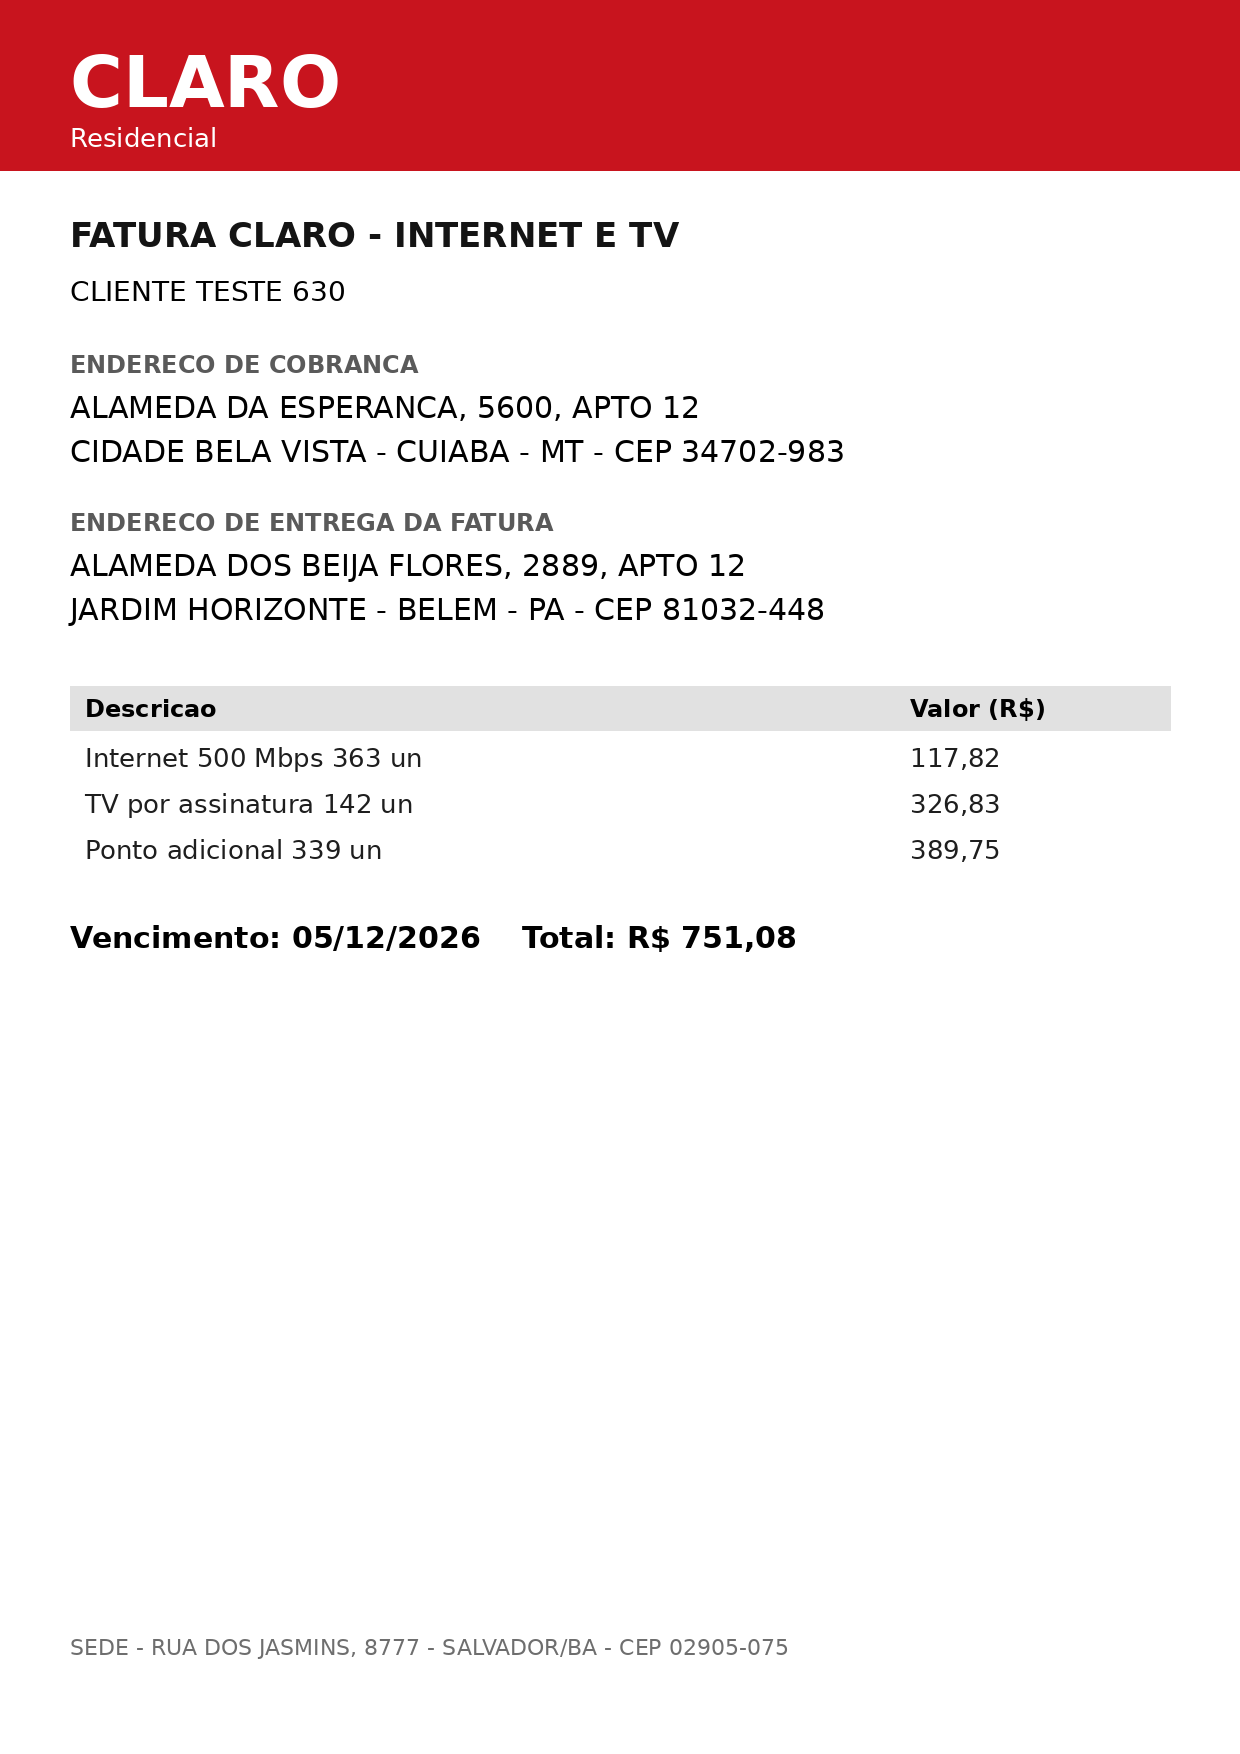 CLARO
Residencial
FATURA CLARO - INTERNET E TV
CLIENTE TESTE 630
ENDERECO DE COBRANCA
ALAMEDA DA ESPERANCA, 5600, APTO 12
CIDADE BELA VISTA - CUIABA - MT - CEP 34702-983
ENDERECO DE ENTREGA DA FATURA
ALAMEDA DOS BEIJA FLORES, 2889, APTO 12
JARDIM HORIZONTE - BELEM - PA - CEP 81032-448
Descricao Valor (R$)
Internet 500 Mbps 363 un 117,82
TV por assinatura 142 un 326,83
Ponto adicional 339 un 389,75
Vencimento: 05/12/2026 Total: R$ 751,08
SEDE - RUA DOS JASMINS, 8777 - SALVADOR/BA - CEP 02905-075